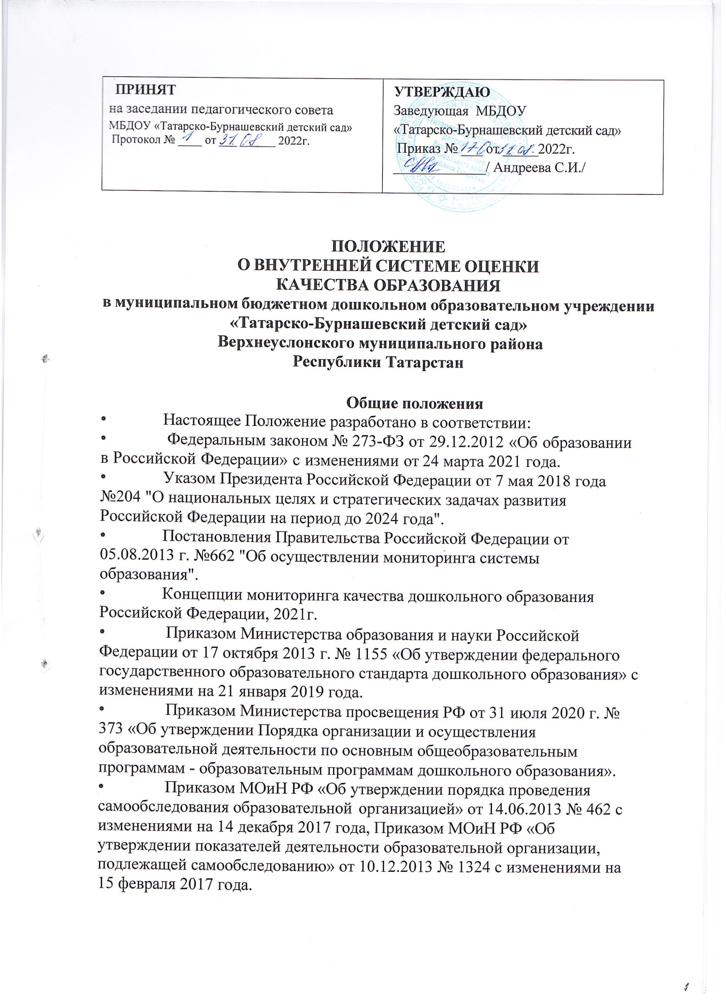 ПРИНЯТ
на заседании педагогического совета
МБДОУ «Татарско-Бурнашевский детский сад»
Протокол № 1 от 31.08 2022г.
УТВЕРЖДАЮ
Заведующая МБДОУ
«Татарско-Бурнашевский детский сад»
Приказ № 17-О от 31.08.2022г.
/ Андреева С.И./
ПОЛОЖЕНИЕ
О ВНУТРЕННЕЙ СИСТЕМЕ ОЦЕНКИ
КАЧЕСТВА ОБРАЗОВАНИЯ
в муниципальном бюджетном дошкольном образовательном учреждении
«Татарско-Бурнашевский детский сад»
Верхнеуслонского муниципального района
Республики Татарстан
Общие положения
• Настоящее Положение разработано в соответствии:
• Федеральным законом № 273-ФЗ от 29.12.2012 «Об образовании
в Российской Федерации» с изменениями от 24 марта 2021 года.
• Указом Президента Российской Федерации от 7 мая 2018 года
№204 "О национальных целях и стратегических задачах развития
Российской Федерации на период до 2024 года".
• Постановления Правительства Российской Федерации от
05.08.2013 г. №662 "Об осуществлении мониторинга системы
образования".
• Концепции мониторинга качества дошкольного образования
Российской Федерации, 2021г.
• Приказом Министерства образования и науки Российской
Федерации от 17 октября 2013 г. № 1155 «Об утверждении федерального
государственного образовательного стандарта дошкольного образования» с
изменениями на 21 января 2019 года.
• Приказом Министерства просвещения РФ от 31 июля 2020 г. №
373 «Об утверждении Порядка организации и осуществления
образовательной деятельности по основным общеобразовательным
программам - образовательным программам дошкольного образования».
• Приказом МОиН РФ «Об утверждении порядка проведения
самообследования образовательной организацией» от 14.06.2013 № 462 с
изменениями на 14 декабря 2017 года, Приказом МОиН РФ «Об
утверждении показателей деятельности образовательной организации,
подлежащей самообследованию» от 10.12.2013 № 1324 с изменениями на
15 февраля 2017 года.
1